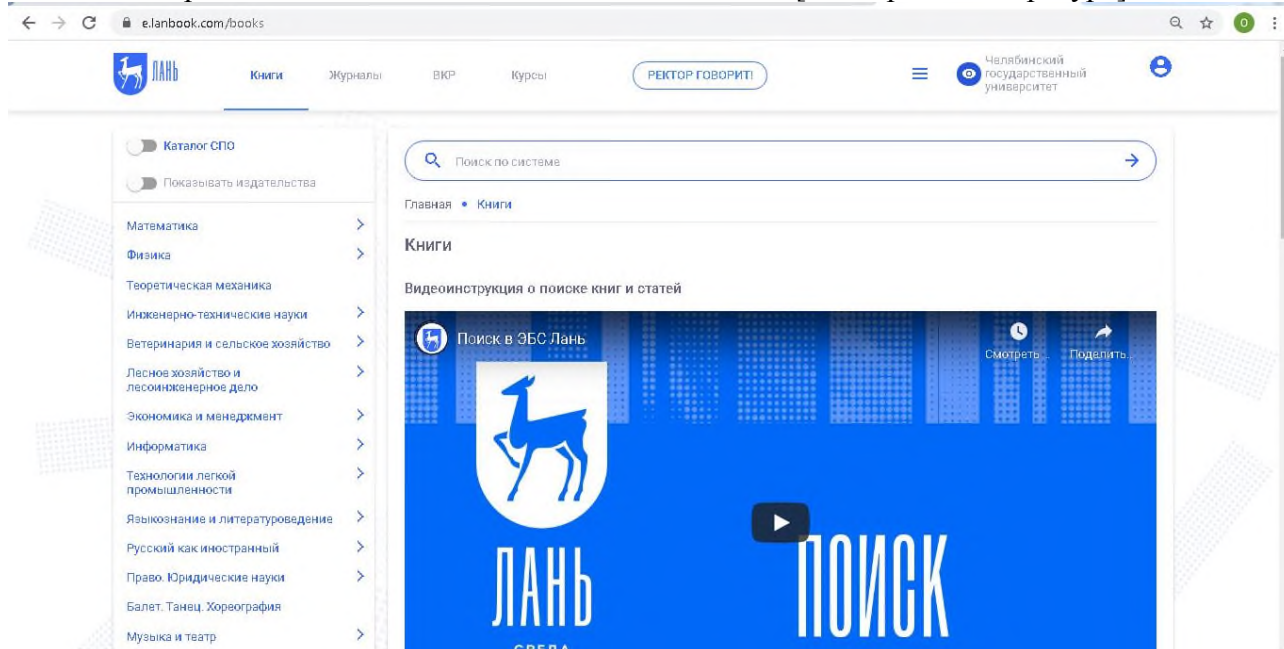 e.lanbook.com/books
О
ЛАНЬ
Книги
Журналы
ВКР
Курсы
РЕКТОР ГОВОРИТ!
Челябинский
государственный
университет
Каталог СПО
Показывать издательства
Математика
Физика
Теоретическая механика
Инженерно-технические науки
Ветеринария и сельское хозяйство
Лесное хозяйство и
лесоинженерное дело
Экономика и менеджмент
Информатика
Технологии легкой
промышленности
Языкознание и литературоведение
Русский как иностранный
Право. Юридические науки
Балет. Танец. Хореография
Музыка и театр
Поиск по системе
Главная • Книги
Книги
Видеоинструкция о поиске книг и статей
Поиск в ЭБС Лань
Смотреть...
Поделить...
ЛАНЬ
СРЕДА
ПОИСК